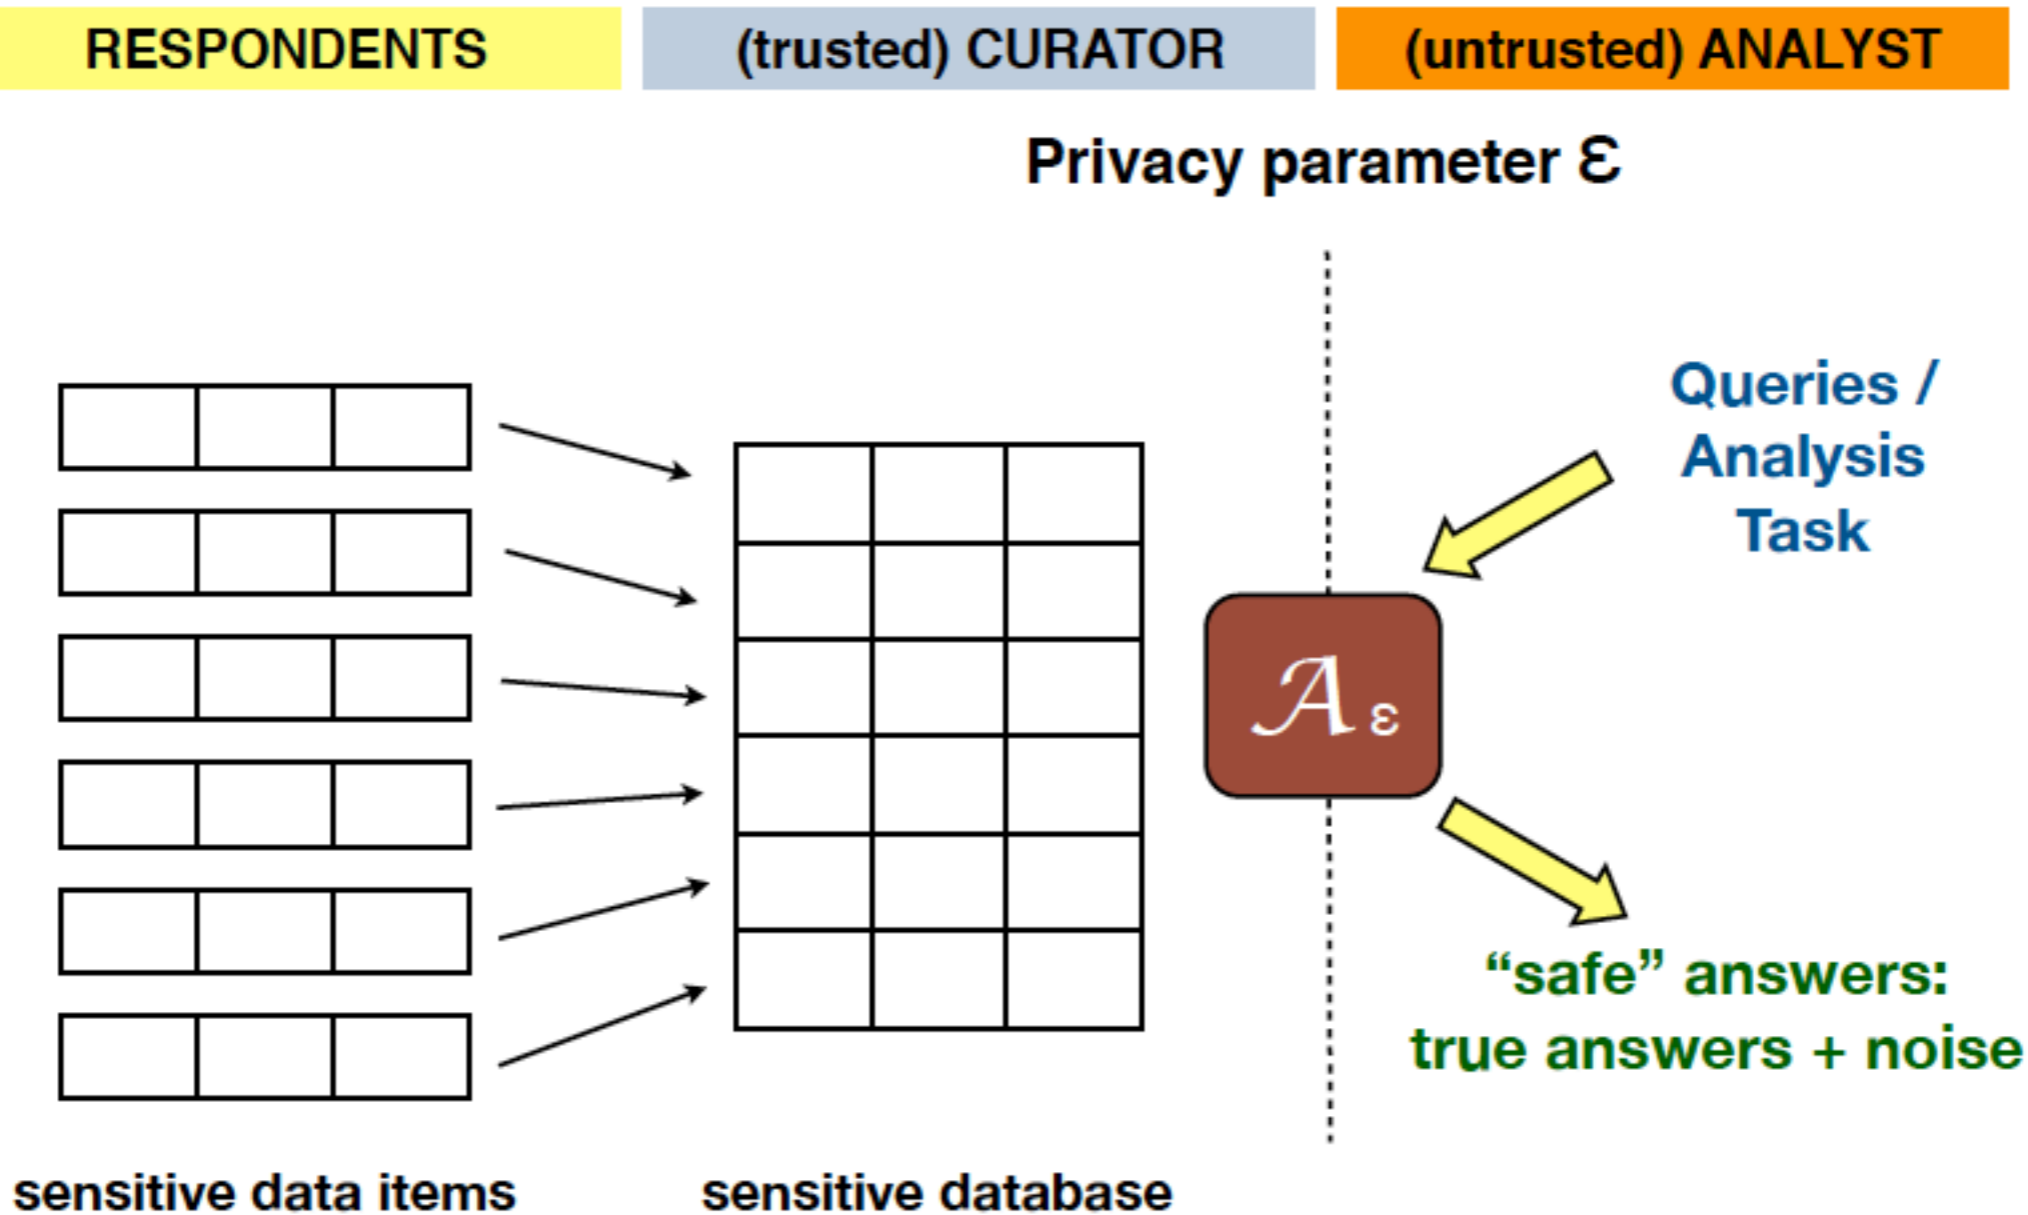 RESPONDENTS
(trusted) CURATOR
(untrusted) ANALYST
Privacy parameter ε
Queries /
Analysis
Task
𝒜 ε
“safe” answers:
true answers + noise
sensitive data items
sensitive database